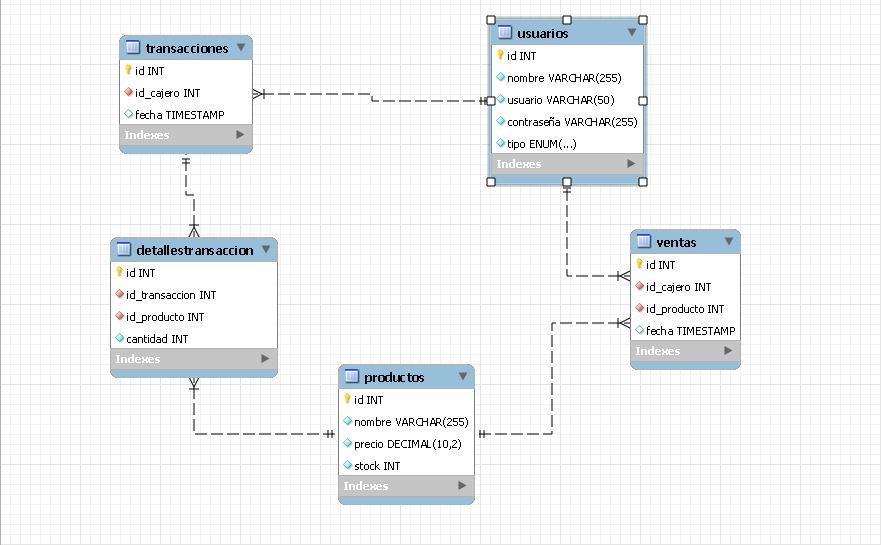 transacciones
id INT
id_cajero INT
fecha TIMESTAMP
Indexes
usuarios
id INT
nombre VARCHAR(255)
usuario VARCHAR(50)
contraseña VARCHAR(255)
tipo ENUM(...)
Indexes
detallestransaccion
id INT
id_transaccion INT
id_producto INT
cantidad INT
Indexes
ventas
id INT
id_cajero INT
id_producto INT
fecha TIMESTAMP
Indexes
productos
id INT
nombre VARCHAR(255)
precio DECIMAL(10,2)
stock INT
Indexes